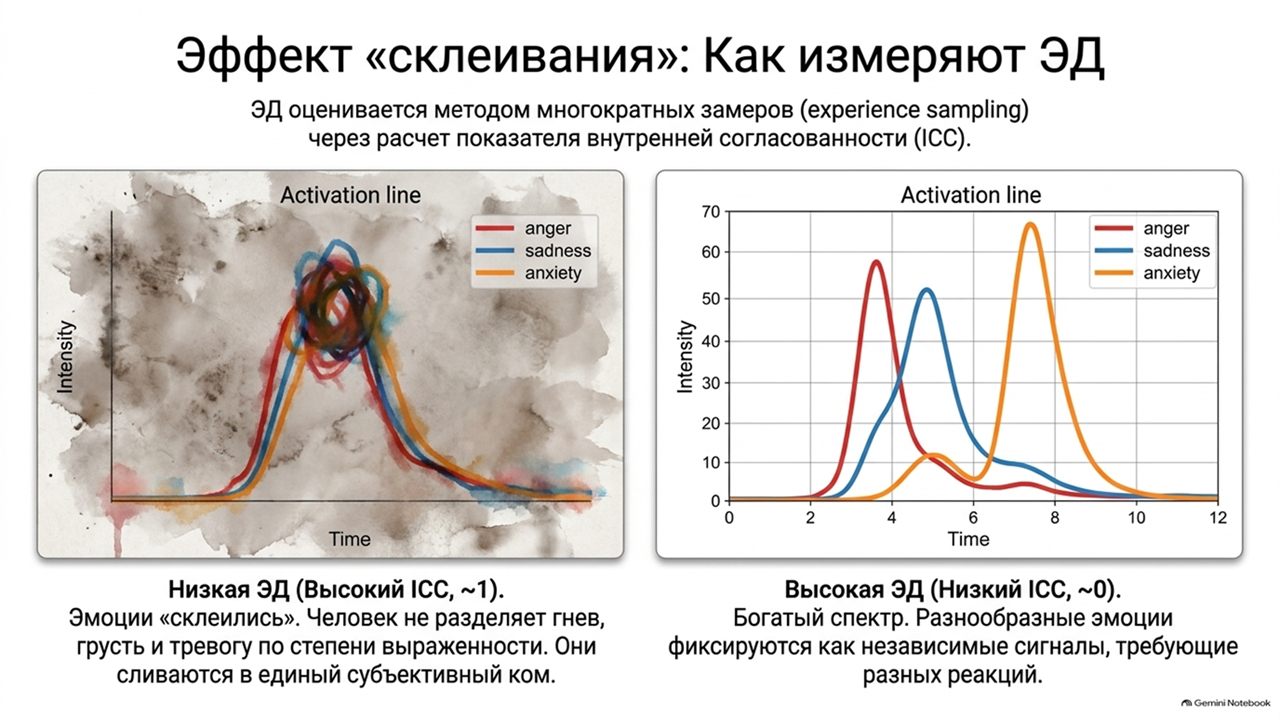 Эффект «склеивания»: Как измеряют ЭД
ЭД оценивается методом многократных замеров (experience sampling)
через расчет показателя внутренней согласованности (ICC).
Activation line
anger
sadness
anxiety
Intensity
Time
Низкая ЭД (Высокий ICC, ~1).
Эмоции «склеились». Человек не разделяет гнев,
грусть и тревогу по степени выраженности. Они
сливаются в единый субъективный ком.
Activation line
70
60
50
40
30
20
10
0
anger
sadness
anxiety
Intensity
0 2 4 6 8 10 12
Time
Высокая ЭД (Низкий ICC, ~0).
Богатый спектр. Разнообразные эмоции
фиксируются как независимые сигналы, требующие
разных реакций.
Gemini Notebook